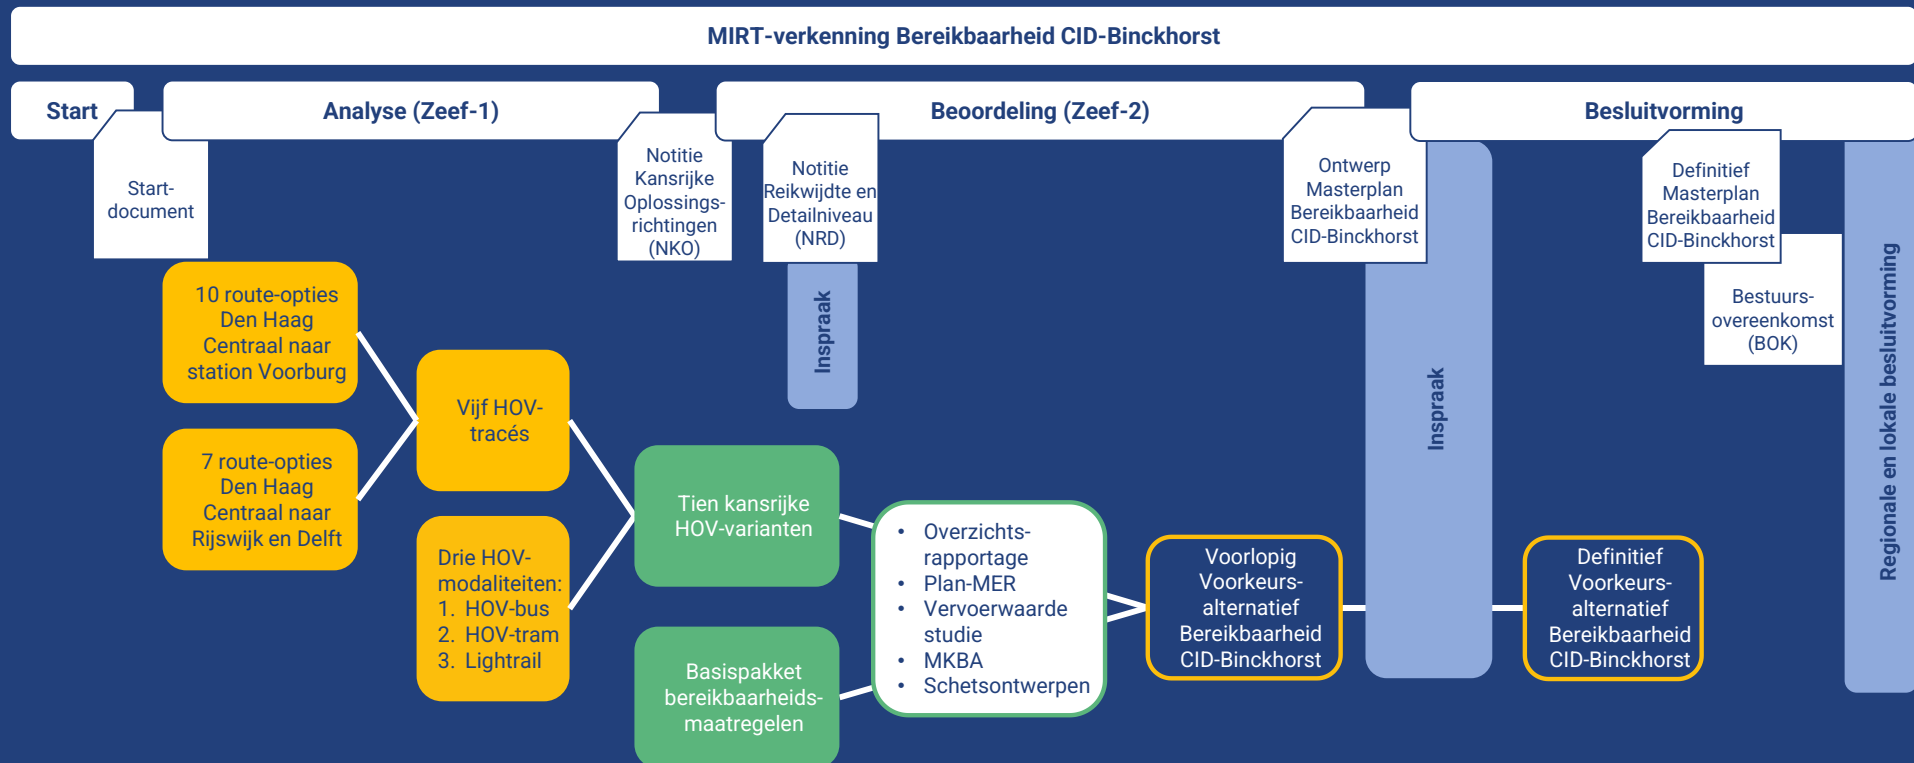 MIRT-verkenning Bereikbaarheid CID-Binckhorst
Start
Analyse (Zeef-1)
Beoordeling (Zeef-2)
Besluitvorming
Start-
document
Notitie
Kansrijke
Oplossings-
richtingen
(NKO)
Notitie
Reikwijdte en
Detailniveau
(NRD)
Inspraak
Ontwerp
Masterplan
Bereikbaarheid
CID-Binckhorst
Inspraak
Definitief
Masterplan
Bereikbaarheid
CID-Binckhorst
Bestuurs-
overeenkomst
(BOK)
Regionale en lokale besluitvorming
10 route-opties
Den Haag
Centraal naar
station Voorburg
7 route-opties
Den Haag
Centraal naar
Rijswijk en Delft
Vijf HOV-
tracés
Drie HOV-
modaliteiten:
1. HOV-bus
2. HOV-tram
3. Lightrail
Tien kansrijke
HOV-varianten
Basispakket
bereikbaarheids-
maatregelen
• Overzichts-
rapportage
• Plan-MER
• Vervoerwaarde
studie
• MKBA
• Schetsontwerpen
Voorlopig
Voorkeurs-
alternatief
Bereikbaarheid
CID-Binckhorst
Definitief
Voorkeurs-
alternatief
Bereikbaarheid
CID-Binckhorst